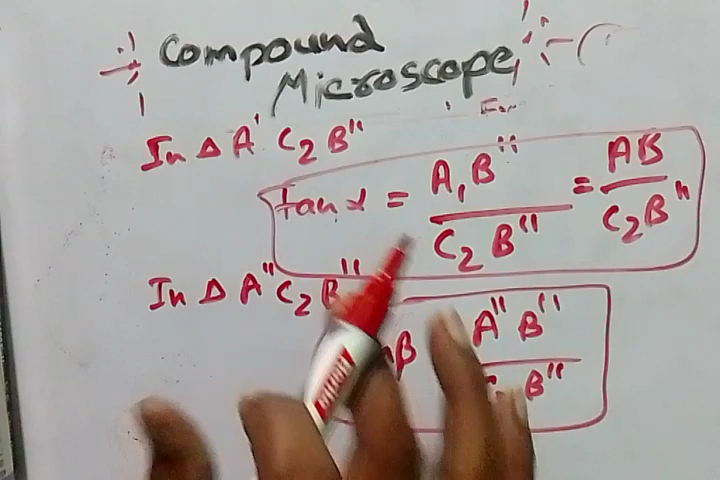 Compound
Microscope
In Δ A' C₂ B"
tan α = A₁B" / C₂B" = AB / C₂B"
In Δ A" C₂ B"
β A" B" / B"